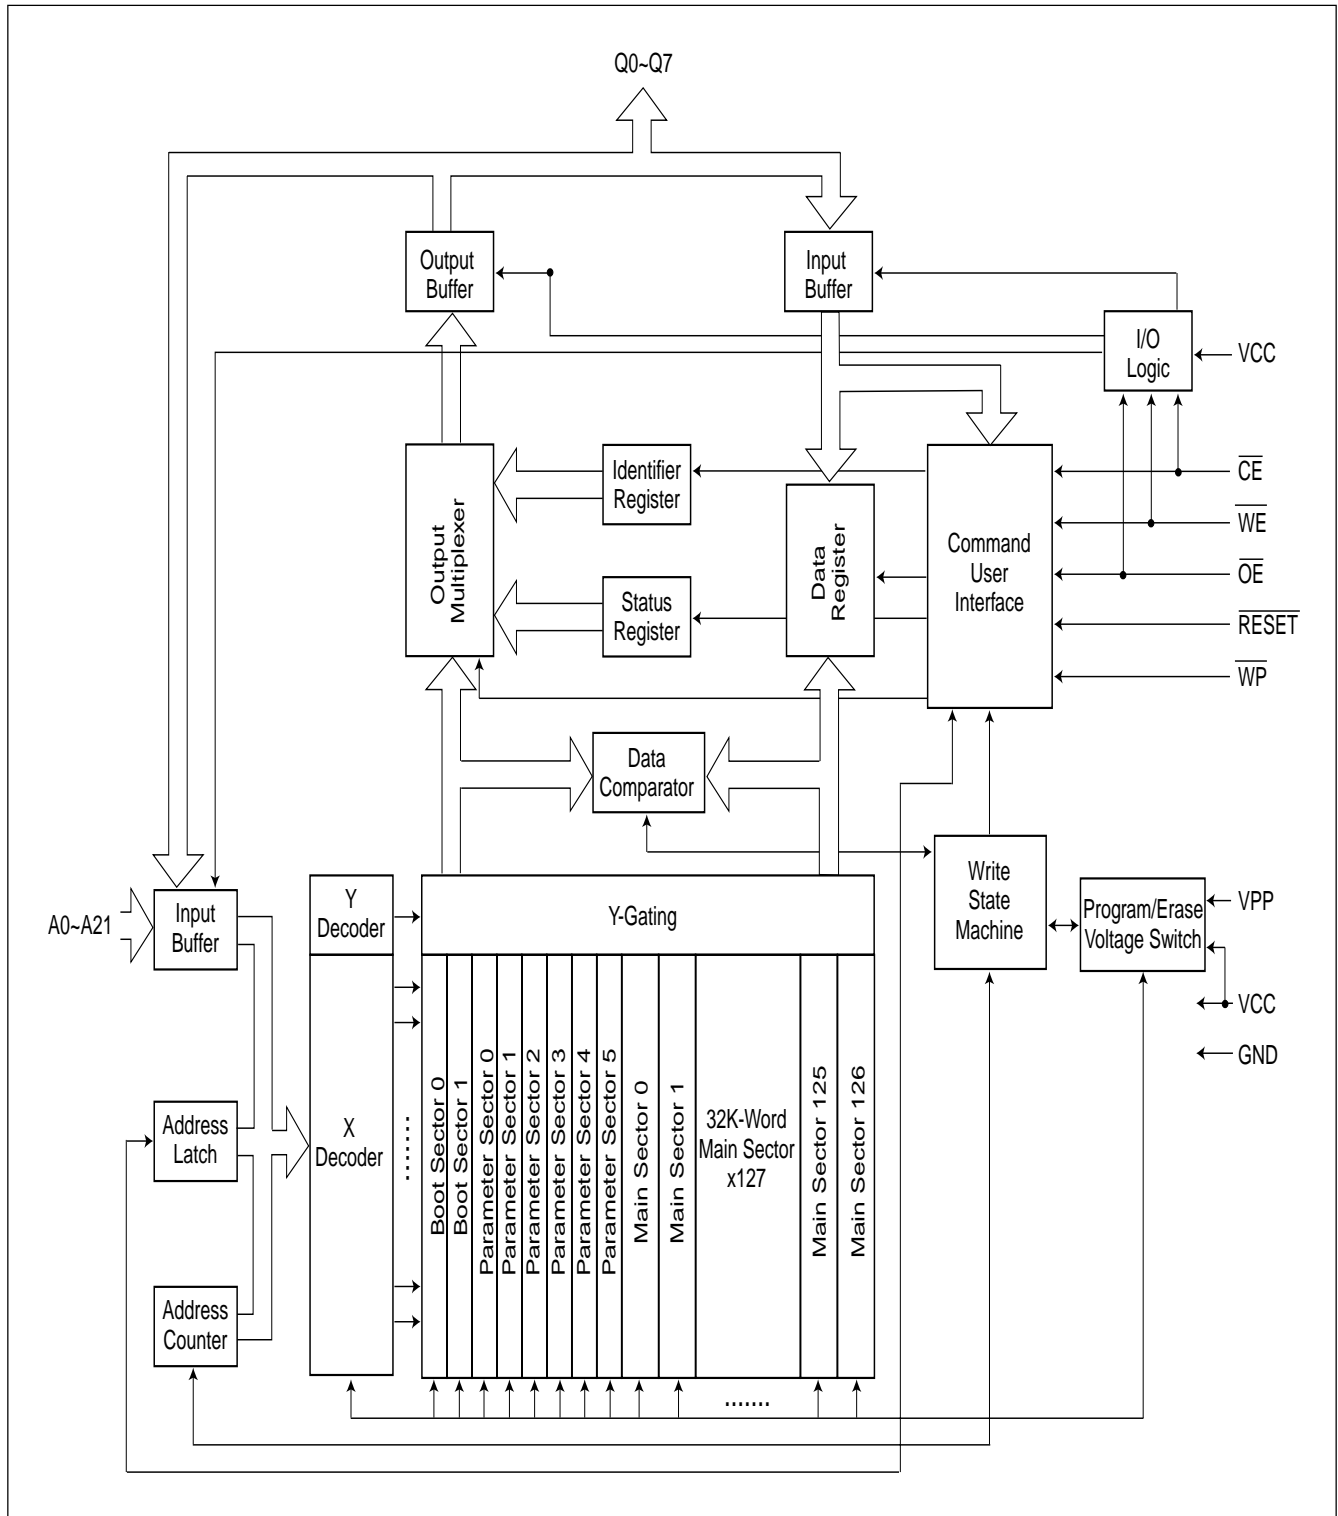 Q0~Q7
Output
Buffer
Input
Buffer
I/O
Logic
VCC
Output
Multiplexer
Identifier
Register
Status
Register
Data
Register
Command
User
Interface
CE
WE
OE
RESET
WP
Data
Comparator
Write
State
Machine
Program/Erase
Voltage Switch
VPP
VCC
GND
A0~A21
Input
Buffer
Y
Decoder
Y-Gating
Address
Latch
Address
Counter
X
Decoder
.......
Boot Sector 0
Boot Sector 1
Parameter Sector 0
Parameter Sector 1
Parameter Sector 2
Parameter Sector 3
Parameter Sector 4
Parameter Sector 5
Main Sector 0
Main Sector 1
32K-Word
Main Sector
x127
Main Sector 125
Main Sector 126
.......